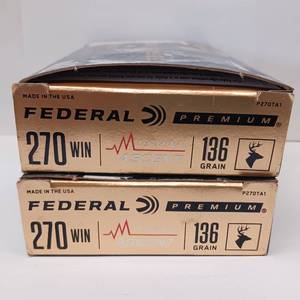 MADE IN THE USA
P270TA1
FEDERAL PREMIUM
270 WIN
ASCENT
136
GRAIN
MADE IN THE USA
P270TA1
FEDERAL PREMIUM
270 WIN
136
GRAIN